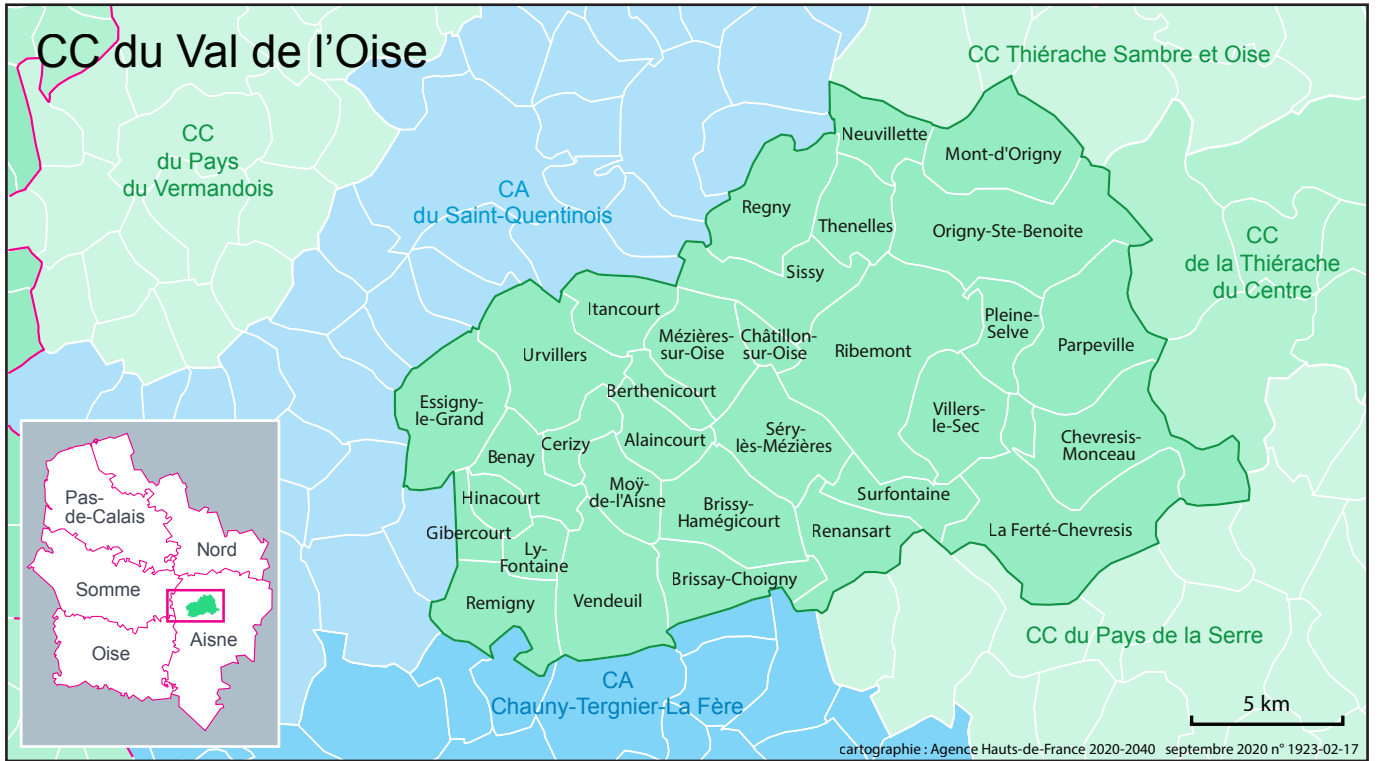 CC du Val de l'Oise
CC Thiérache Sambre et Oise
CC
du Pays
du Vermandois
CA
du Saint-Quentinois
CC
de la Thiérache
du Centre
Neuvillette
Mont-d'Origny
Regny
Thenelles
Origny-Ste-Benoite
Sissy
Itancourt
Urvillers
Mézières-
sur-Oise
Châtillon-
sur-Oise
Ribemont
Pleine-
Selve
Parpeville
Essigny-
le-Grand
Berthenicourt
Villers-
le-Sec
Benay
Cerizy
Alaincourt
Séry-
lès-Mézières
Chevresis-
Monceau
Hinacourt
Moÿ-
de-l'Aisne
Brissy-
Hamégicourt
Surfontaine
Gibercourt
Ly-
Fontaine
Renansart
La Ferté-Chevresis
Remigny
Vendeuil
Brissay-Choigny
CC du Pays de la Serre
CA
Chauny-Tergnier-La Fère
Pas-
de-Calais
Nord
Somme
Aisne
Oise
5 km
cartographie : Agence Hauts-de-France 2020-2040 septembre 2020 n° 1923-02-17